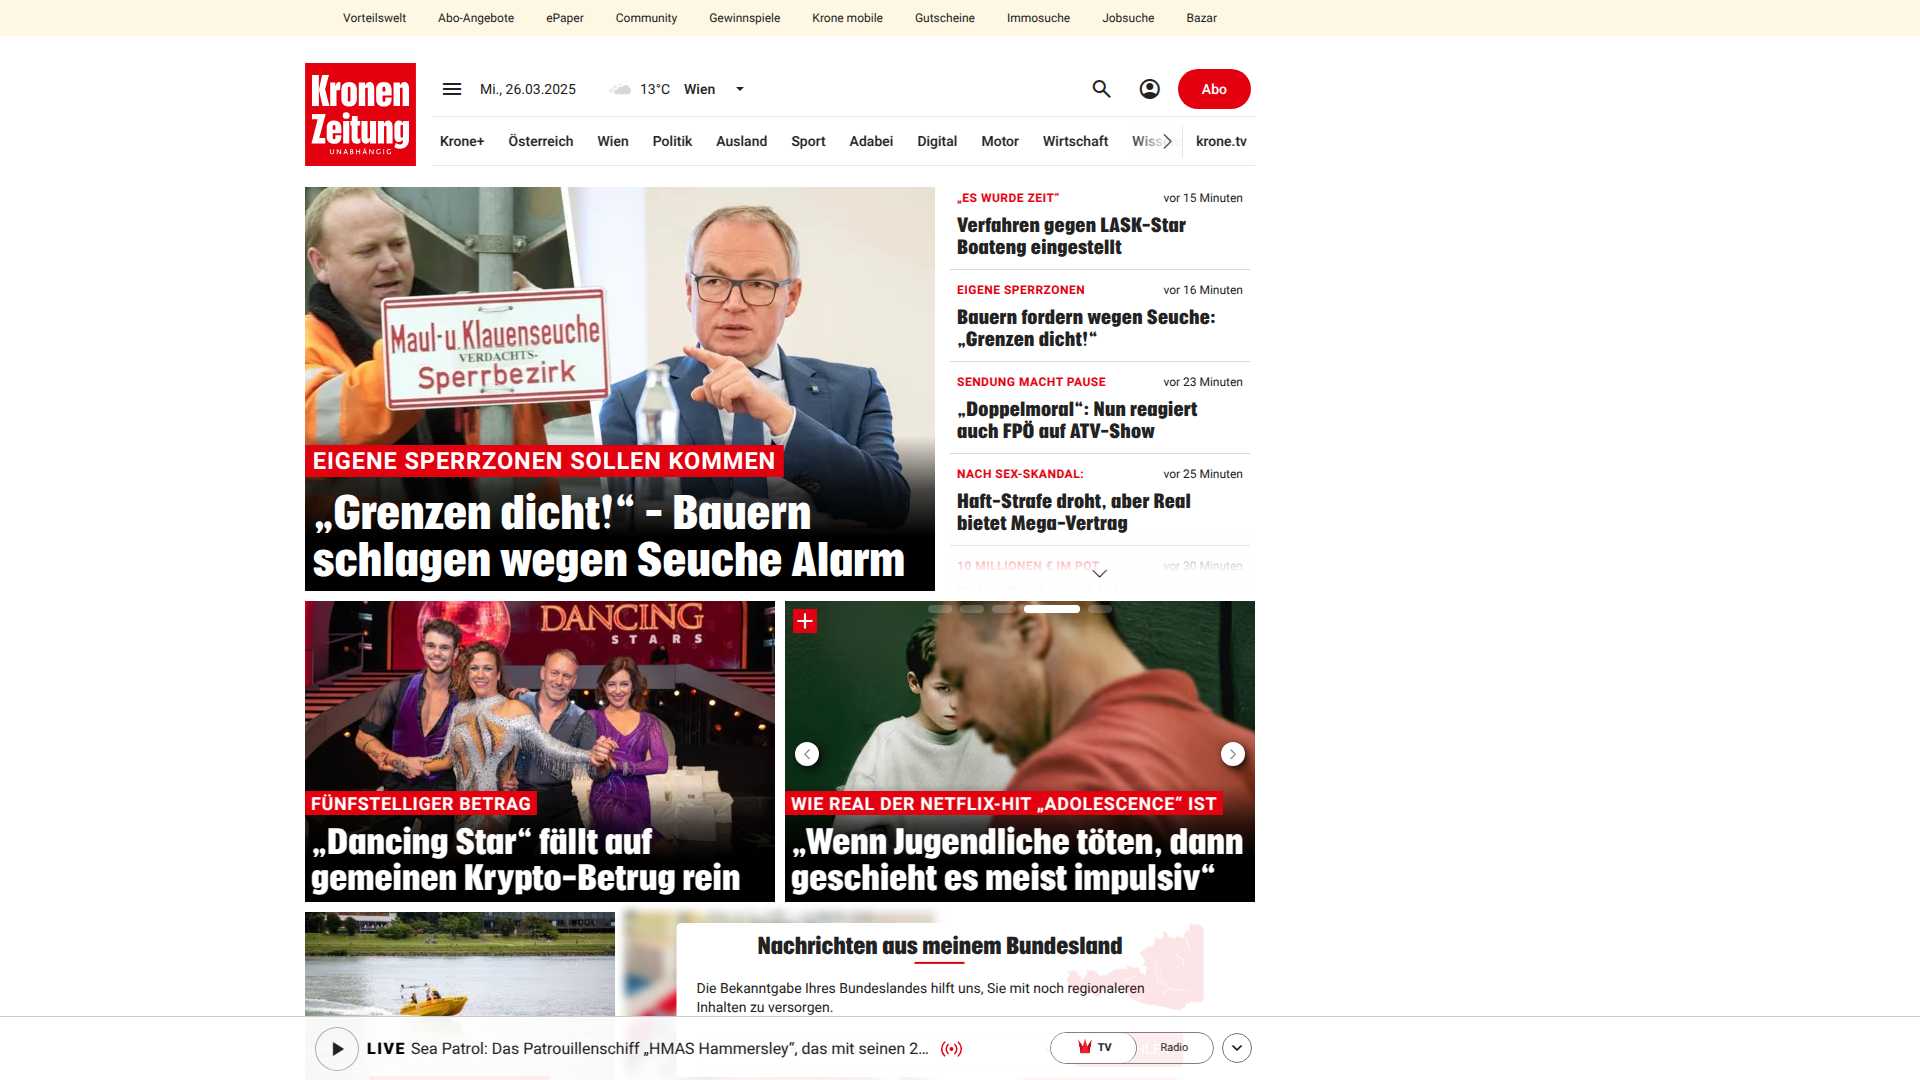 Vorteilswelt Abo-Angebote ePaper Community Gewinnspiele Krone mobile Gutscheine Immosuche Jobsuche Bazar
Kronen
Zeitung
UNABHÄNGIG
Mi., 26.03.2025 13°C Wien
Abo
Krone+ Österreich Wien Politik Ausland Sport Adabei Digital Motor Wirtschaft Wiss krone.tv
Maul-u.Klauenseuche
VERDACHTS-
Sperrbezirk
EIGENE SPERRZONEN SOLLEN KOMMEN
„Grenzen dicht!“ – Bauern
schlagen wegen Seuche Alarm
„ES WURDE ZEIT“ vor 15 Minuten
Verfahren gegen LASK-Star
Boateng eingestellt
EIGENE SPERRZONEN vor 16 Minuten
Bauern fordern wegen Seuche:
„Grenzen dicht!“
SENDUNG MACHT PAUSE vor 23 Minuten
„Doppelmoral“: Nun reagiert
auch FPÖ auf ATV-Show
NACH SEX-SKANDAL: vor 25 Minuten
Haft-Strafe droht, aber Real
bietet Mega-Vertrag
10 MILLIONEN € IM POT vor 30 Minuten
DANCING
STARS
FÜNFSTELLIGER BETRAG
„Dancing Star“ fällt auf
gemeinen Krypto-Betrug rein
WIE REAL DER NETFLIX-HIT „ADOLESCENCE“ IST
„Wenn Jugendliche töten, dann
geschieht es meist impulsiv“
Nachrichten aus meinem Bundesland
Die Bekanntgabe Ihres Bundeslandes hilft uns, Sie mit noch regionaleren
Inhalten zu versorgen.
LIVE Sea Patrol: Das Patrouillenschiff „HMAS Hammersley“, das mit seinen 2...
TV Radio